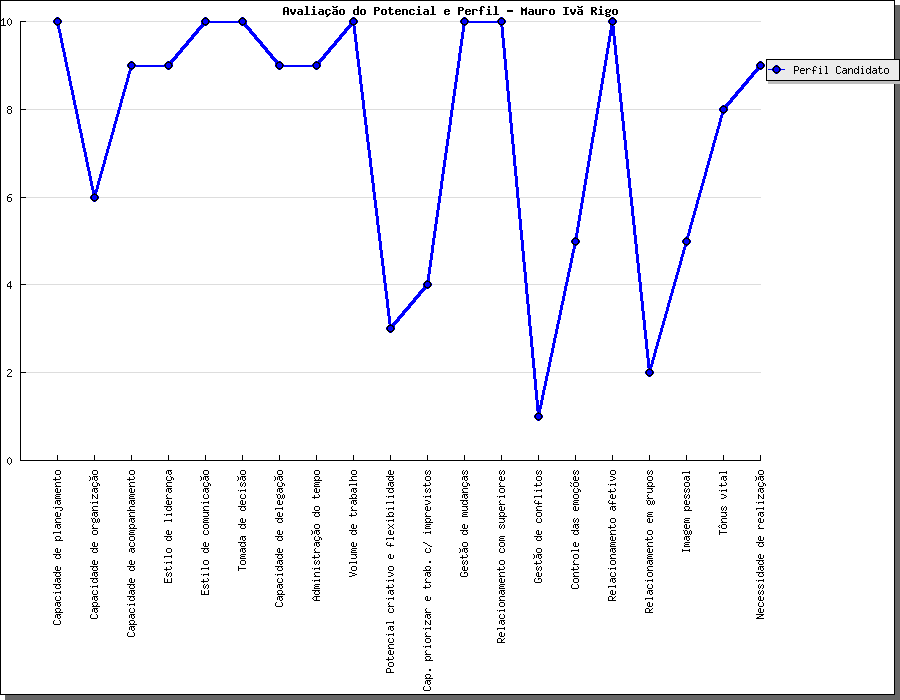 Avaliação do Potencial e Perfil - Mauro Ivã Rigo
10
8
6
4
2
0
Perfil Candidato
Capacidade de planejamento
Capacidade de organização
Capacidade de acompanhamento
Estilo de liderança
Estilo de comunicação
Tomada de decisão
Capacidade de delegação
Administração do tempo
Volume de trabalho
Potencial criativo e flexibilidade
Cap. priorizar e trab. c/ imprevistos
Gestão de mudanças
Relacionamento com superiores
Gestão de conflitos
Controle das emoções
Relacionamento afetivo
Relacionamento em grupos
Imagem pessoal
Tônus vital
Necessidade de realização